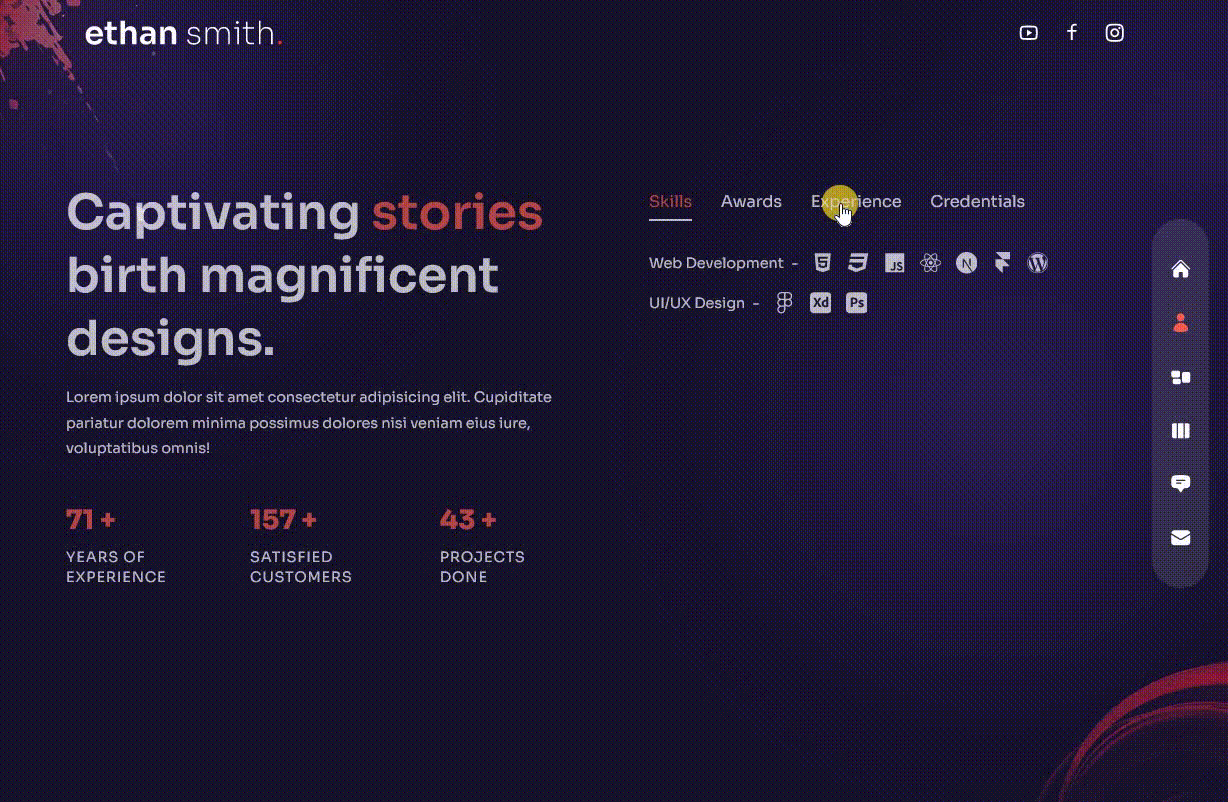 ethan smith.
Captivating stories
birth magnificent
designs.
Lorem ipsum dolor sit amet consectetur adipisicing elit. Cupiditate
pariatur dolorem minima possimus dolores nisi veniam eius iure,
voluptatibus omnis!
71 +
YEARS OF
EXPERIENCE
157 +
SATISFIED
CUSTOMERS
43 +
PROJECTS
DONE
Skills Awards Experience Credentials
Web Development - 5 3 JS N W
UI/UX Design - Xd Ps